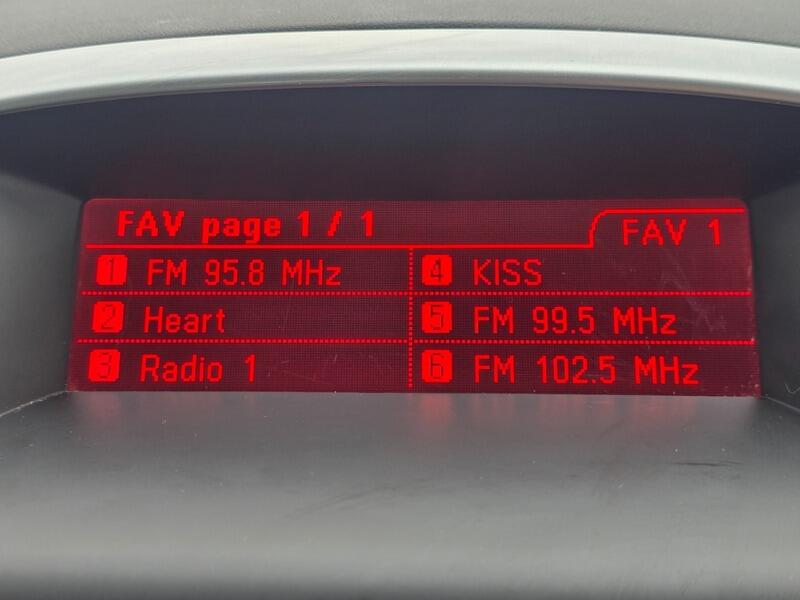 FAV page 1 / 1
FAV 1
1 FM 95.8 MHz
2 Heart
3 Radio 1
4 KISS
5 FM 99.5 MHz
6 FM 102.5 MHz